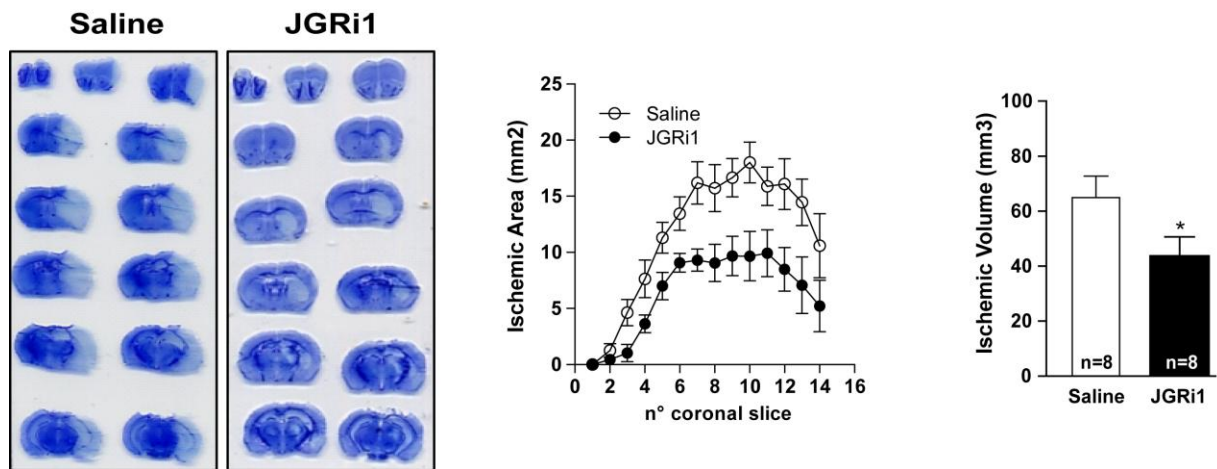 Saline
JGRi1
Ischemic Area (mm2)
25
20
15
10
5
0
Saline
JGRi1
0 2 4 6 8 10 12 14 16
n° coronal slice
Ischemic Volume (mm3)
100
80
60
40
20
0
*
n=8
n=8
Saline
JGRi1